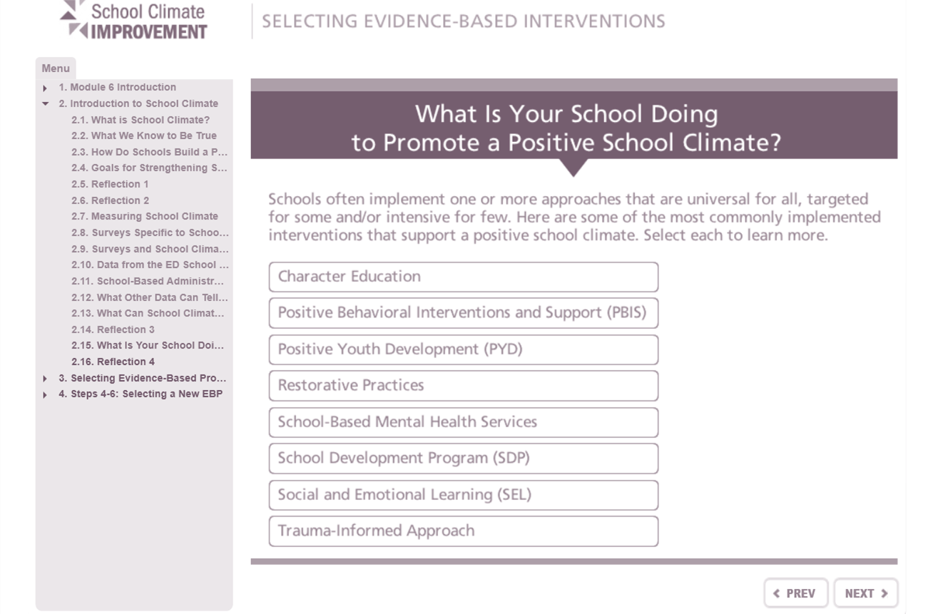 School Climate
IMPROVEMENT
SELECTING EVIDENCE-BASED INTERVENTIONS
Menu
1. Module 6 Introduction
2. Introduction to School Climate
2.1. What is School Climate?
2.2. What We Know to Be True
2.3. How Do Schools Build a P...
2.4. Goals for Strengthening S...
2.5. Reflection 1
2.6. Reflection 2
2.7. Measuring School Climate
2.8. Surveys Specific to Schoo...
2.9. Surveys and School Clima...
2.10. Data from the ED School ...
2.11. School-Based Administr...
2.12. What Other Data Can Tell...
2.13. What Can School Climat...
2.14. Reflection 3
2.15. What Is Your School Doi...
2.16. Reflection 4
3. Selecting Evidence-Based Pro...
4. Steps 4-6: Selecting a New EBP
What Is Your School Doing
to Promote a Positive School Climate?
Schools often implement one or more approaches that are universal for all, targeted
for some and/or intensive for few. Here are some of the most commonly implemented
interventions that support a positive school climate. Select each to learn more.
Character Education
Positive Behavioral Interventions and Support (PBIS)
Positive Youth Development (PYD)
Restorative Practices
School-Based Mental Health Services
School Development Program (SDP)
Social and Emotional Learning (SEL)
Trauma-Informed Approach
PREV
NEXT